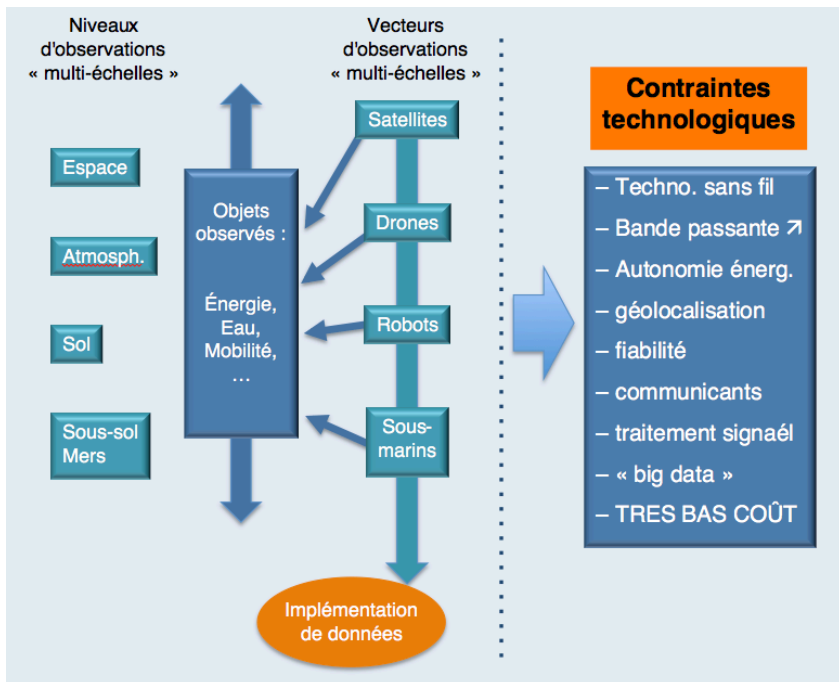 Niveaux
d'observations
« multi-échelles »
Vecteurs
d'observations
« multi-échelles »
Espace
Atmosph.
Sol
Sous-sol
Mers
Objets
observés :
Énergie,
Eau,
Mobilité,
...
Satellites
Drones
Robots
Sous-
marins
Implémentation
de données
Contraintes
technologiques
– Techno. sans fil
– Bande passante ↗
– Autonomie énerg.
– géolocalisation
– fiabilité
– communicants
– traitement signaél
– « big data »
– TRES BAS COÛT